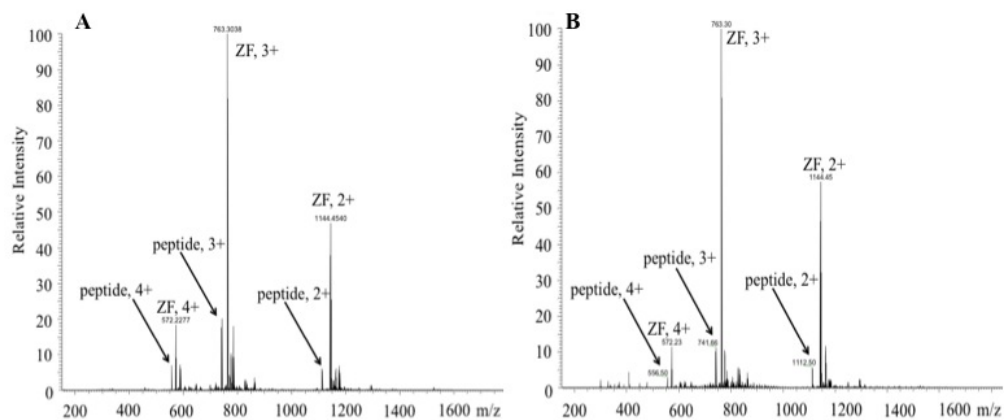 A
763.3038
ZF, 3+
ZF, 2+
1144.4540
peptide, 3+
peptide, 2+
peptide, 4+
ZF, 4+
572.2277
Relative Intensity
100
90
80
70
60
50
40
30
20
10
0
200 600 800 1000 1200 1400 m/z
B
763.30
ZF, 3+
ZF, 2+
1144.45
peptide, 3+
peptide, 2+
peptide, 4+
ZF, 4+
572.23
741.66
1112.50
556.50
Relative Intensity
100
90
80
70
60
50
40
30
20
10
0
200 400 600 800 1000 1200 1400 1600 m/z